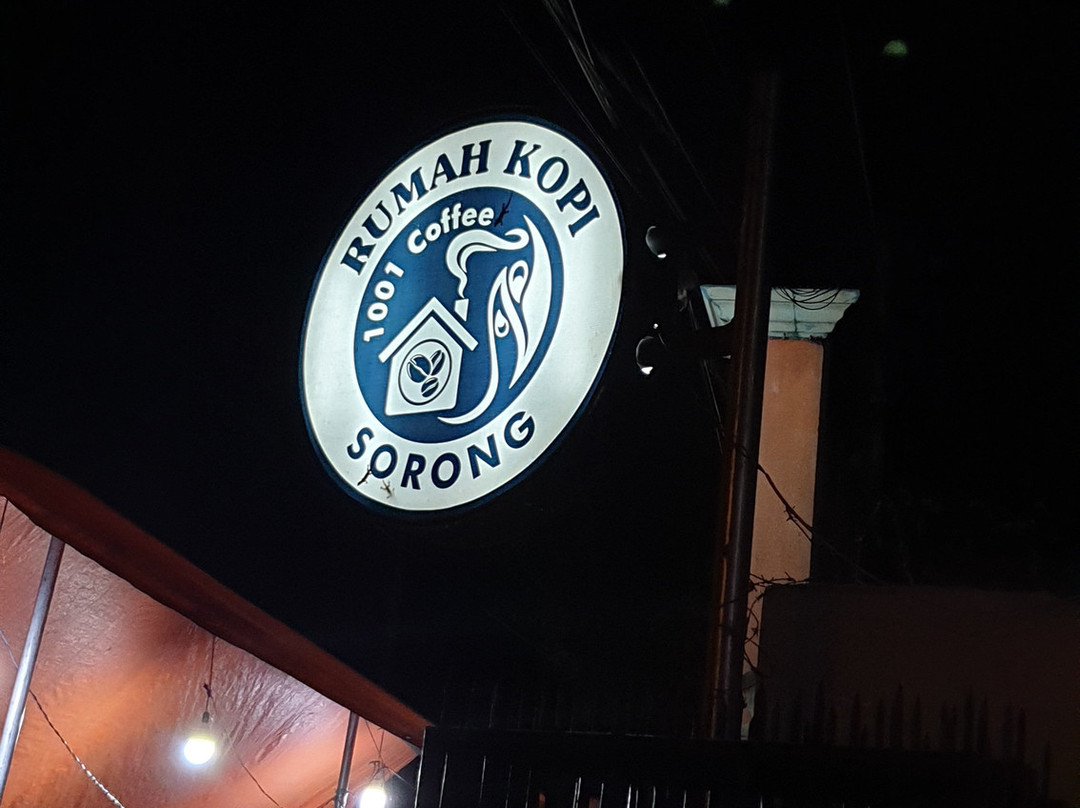 RUMAH KOPI
1001 Coffee
SORONG